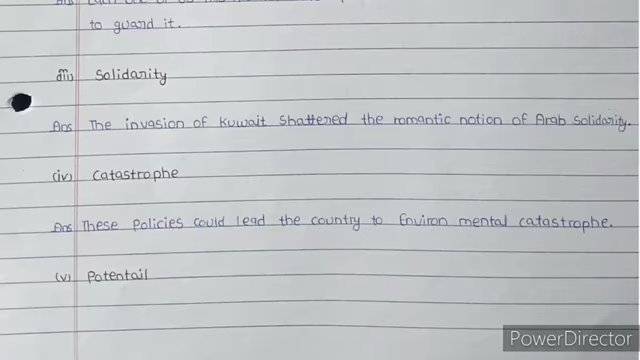 to guard it.
iii) Solidarity
Ans The invasion of Kuwait shattered the romantic notion of Arab Solidarity.
(iv) Catastrophe
Ans These Policies could lead the country to Environ mental catastrophe.
(v) Potentail
PowerDirector